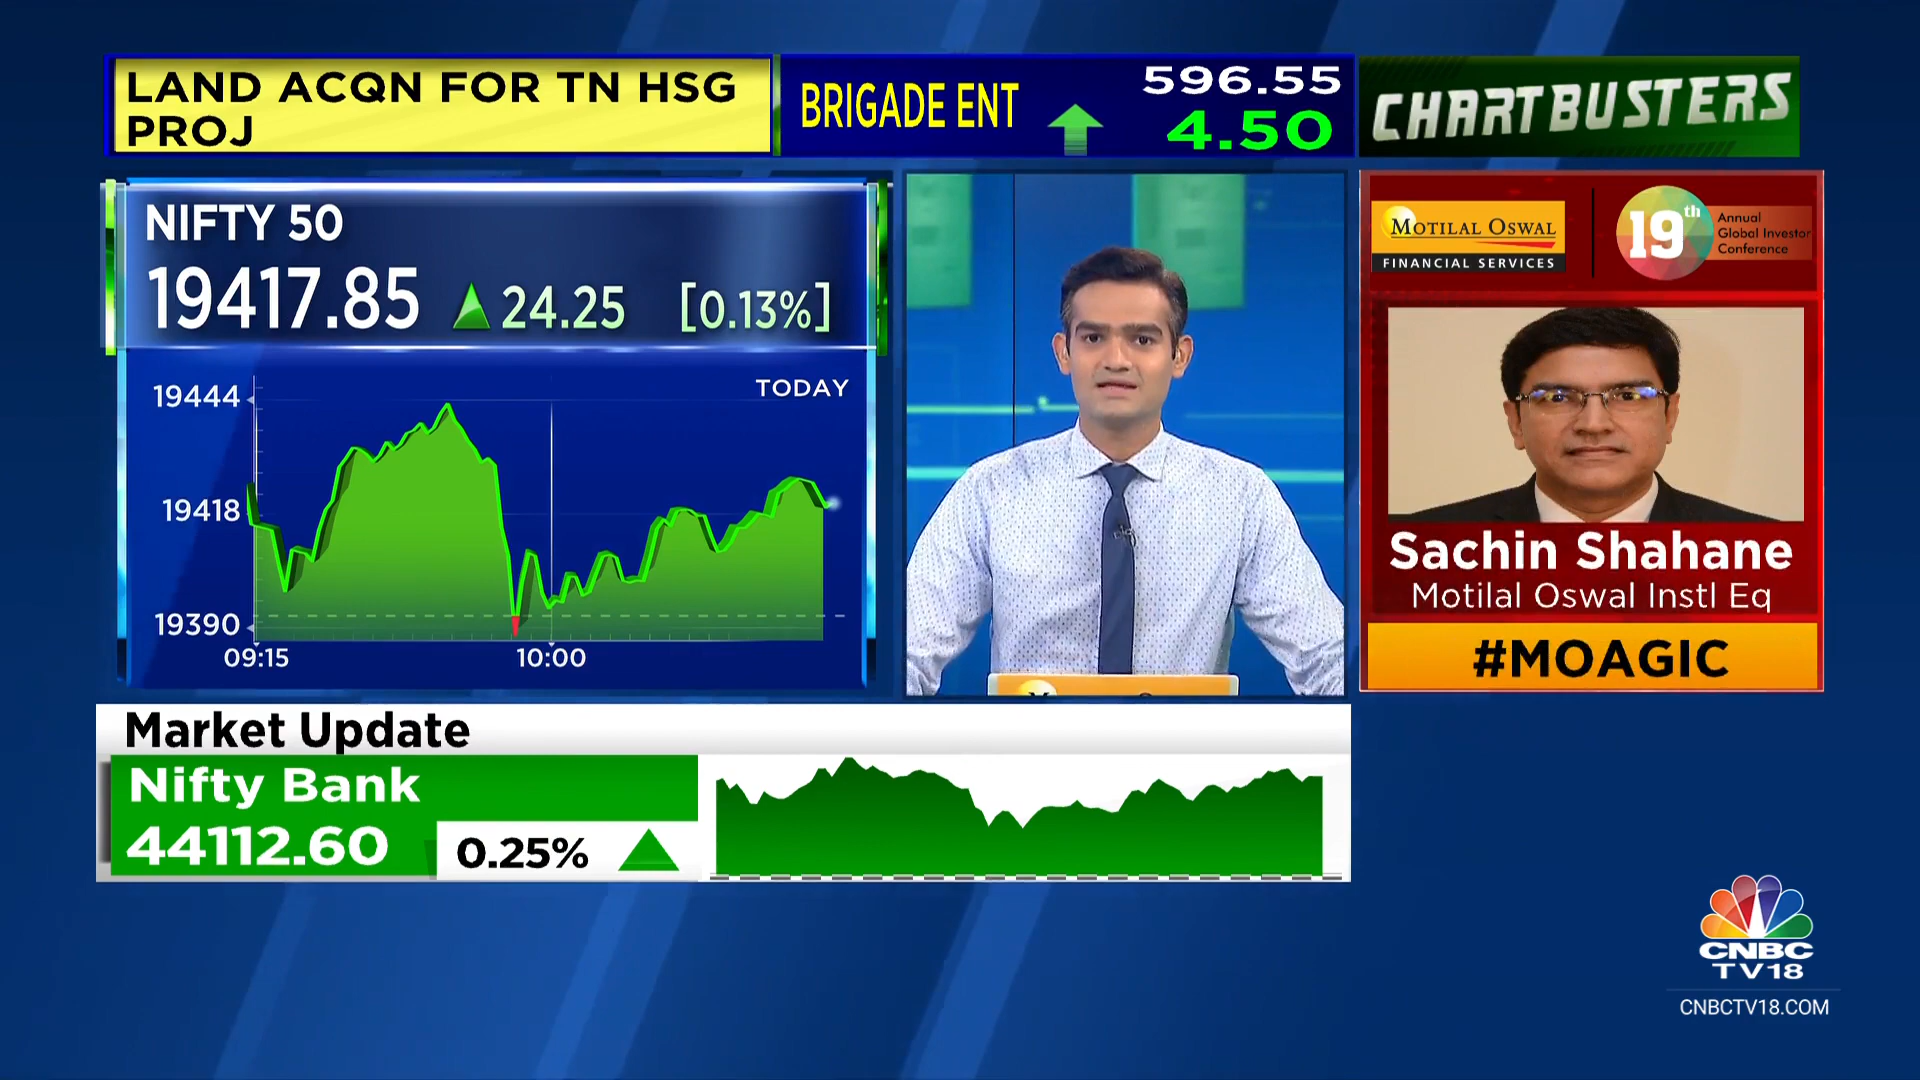 LAND ACQN FOR TN HSG
PROJ
BRIGADE ENT
596.55
4.50
CHARTBUSTERS
NIFTY 50
19417.85 24.25 [0.13%]
TODAY
19444
19418
19390
09:15 10:00
MOTILAL OSWAL
FINANCIAL SERVICES
19th
Annual
Global Investor
Conference
Sachin Shahane
Motilal Oswal Instl Eq
#MOAGIC
Market Update
Nifty Bank
44112.60
0.25%
CNBC
TV18
CNBCTV18.COM